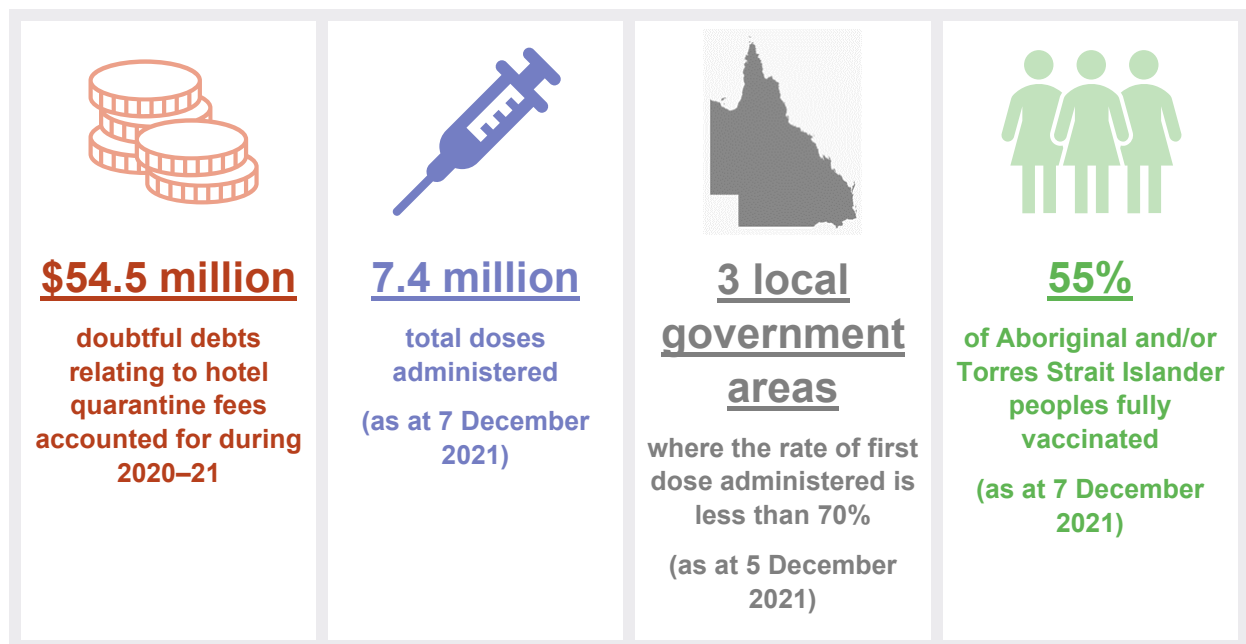 $54.5 million
doubtful debts
relating to hotel
quarantine fees
accounted for during
2020–21
7.4 million
total doses
administered
(as at 7 December
2021)
3 local
government
areas
where the rate of first
dose administered is
less than 70%
(as at 5 December
2021)
55%
of Aboriginal and/or
Torres Strait Islander
peoples fully
vaccinated
(as at 7 December
2021)